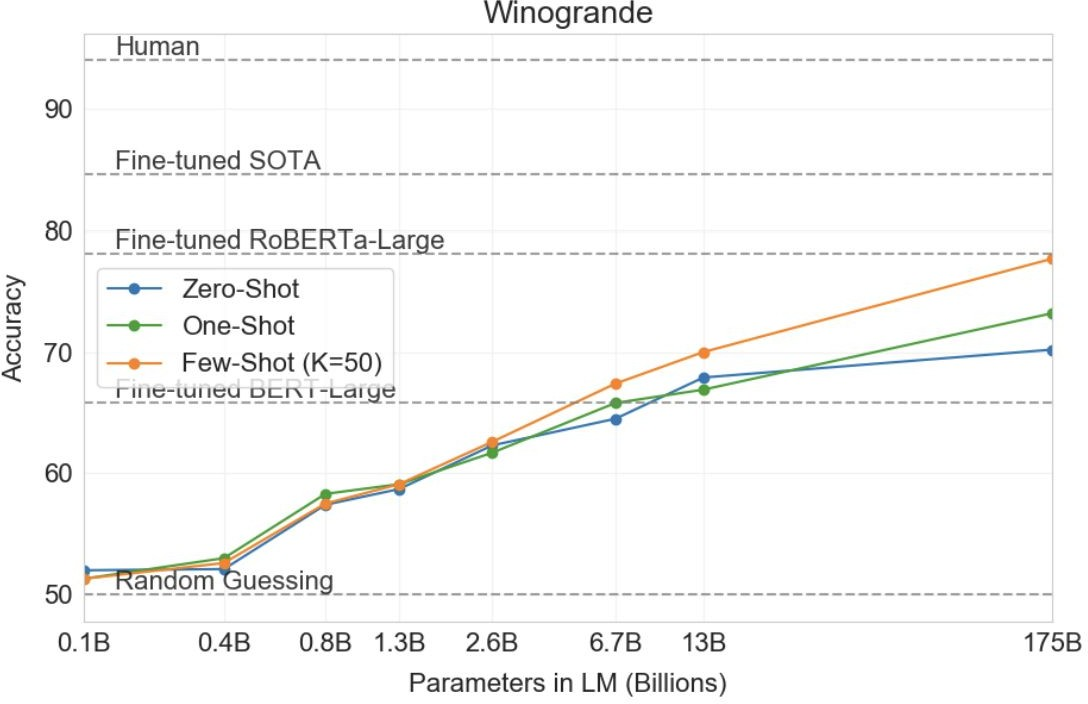 Winogrande
Human
90
Fine-tuned SOTA
80
Fine-tuned RoBERTa-Large
Zero-Shot
One-Shot
Few-Shot (K=50)
70
Fine-tuned BERT-Large
60
Random Guessing
50
Accuracy
0.1B 0.4B 0.8B 1.3B 2.6B 6.7B 13B 175B
Parameters in LM (Billions)